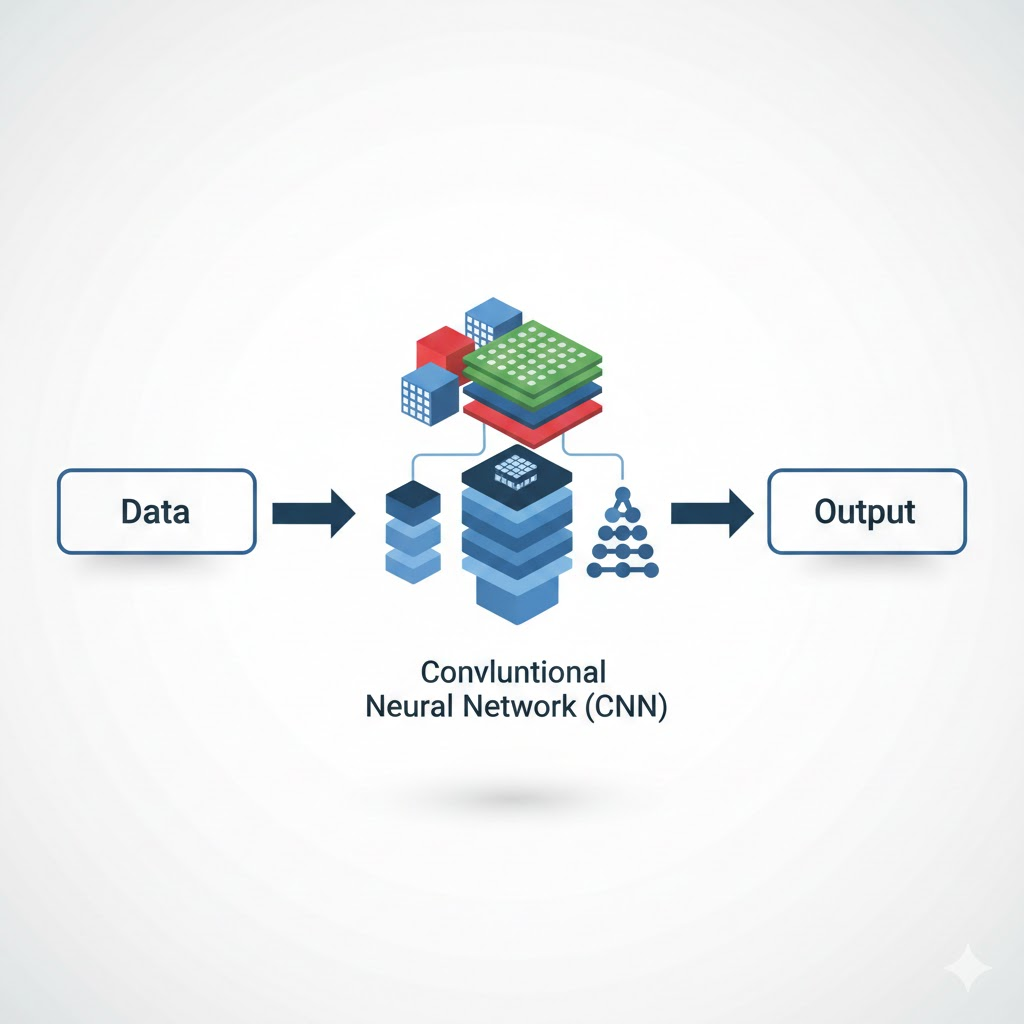 Data
Output
Convluntional
Neural Network (CNN)